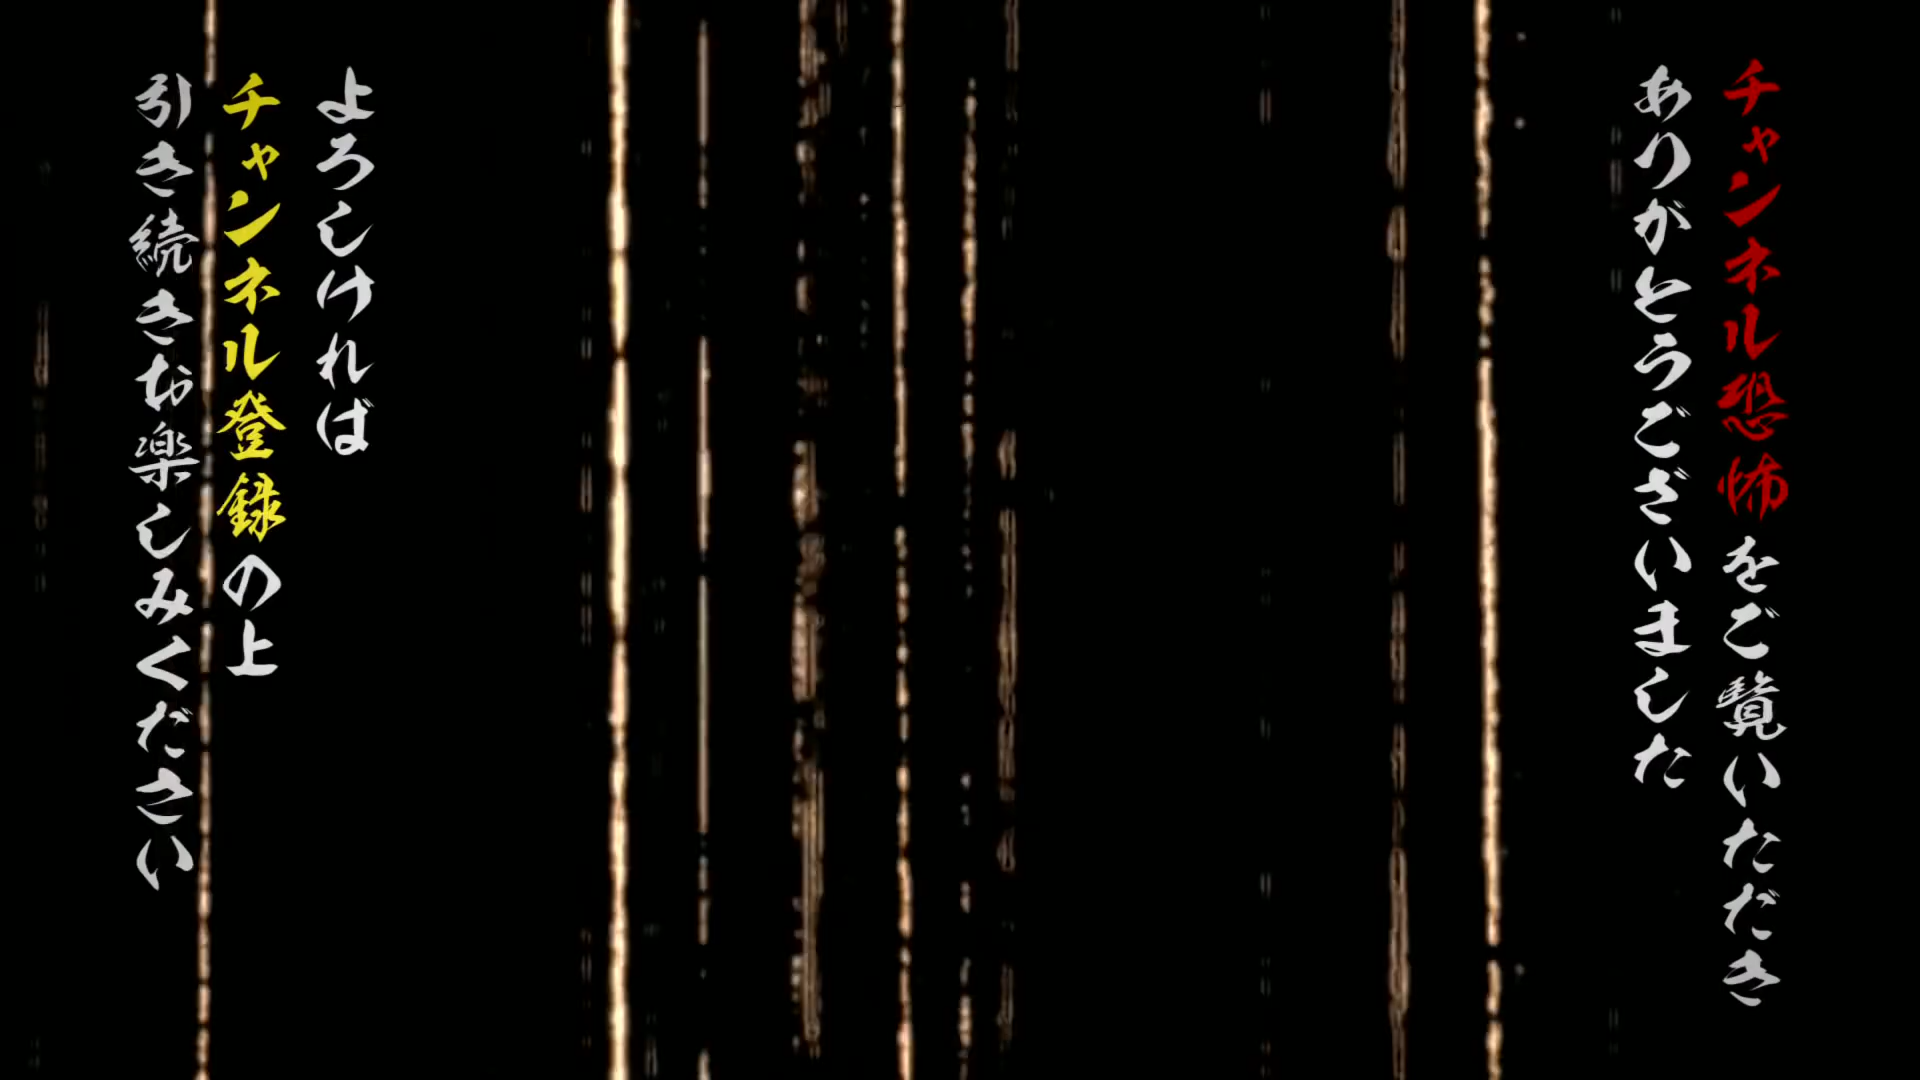 チャンネル恐怖をご覧いただき
ありがとうございました
よろしければ
チャンネル登録の上
引き続きお楽しみください